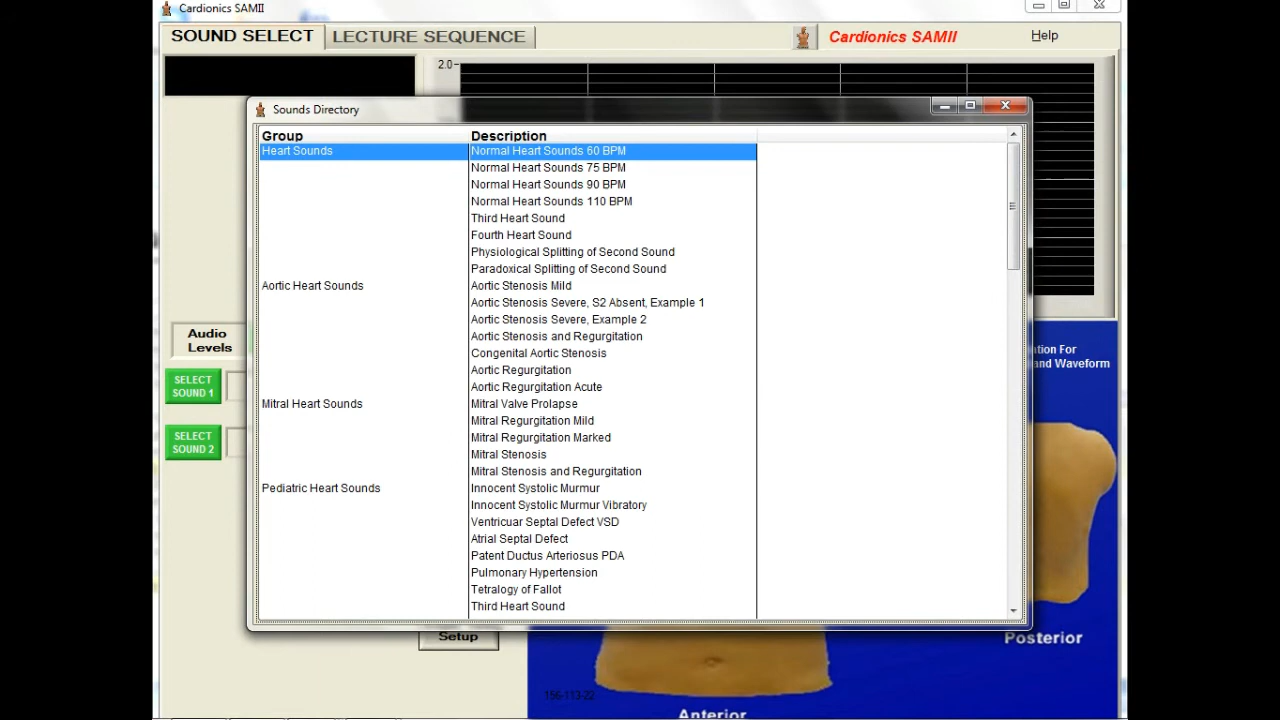 Cardionics SAMII
SOUND SELECT
LECTURE SEQUENCE
Cardionics SAMII
Help
2.0
Sounds Directory
Group Description
Heart Sounds Normal Heart Sounds 60 BPM
Normal Heart Sounds 75 BPM
Normal Heart Sounds 90 BPM
Normal Heart Sounds 110 BPM
Third Heart Sound
Fourth Heart Sound
Physiological Splitting of Second Sound
Paradoxical Splitting of Second Sound
Aortic Heart Sounds Aortic Stenosis Mild
Aortic Stenosis Severe, S2 Absent, Example 1
Aortic Stenosis Severe, Example 2
Aortic Stenosis and Regurgitation
Congenital Aortic Stenosis
Aortic Regurgitation
Aortic Regurgitation Acute
Mitral Heart Sounds Mitral Valve Prolapse
Mitral Regurgitation Mild
Mitral Regurgitation Marked
Mitral Stenosis
Mitral Stenosis and Regurgitation
Pediatric Heart Sounds Innocent Systolic Murmur
Innocent Systolic Murmur Vibratory
Ventricuar Septal Defect VSD
Atrial Septal Defect
Patent Ductus Arteriosus PDA
Pulmonary Hypertension
Tetralogy of Fallot
Third Heart Sound
Audio
Levels
SELECT
SOUND 1
SELECT
SOUND 2
For
and Waveform
Setup
Posterior
156-113-22
Anterior